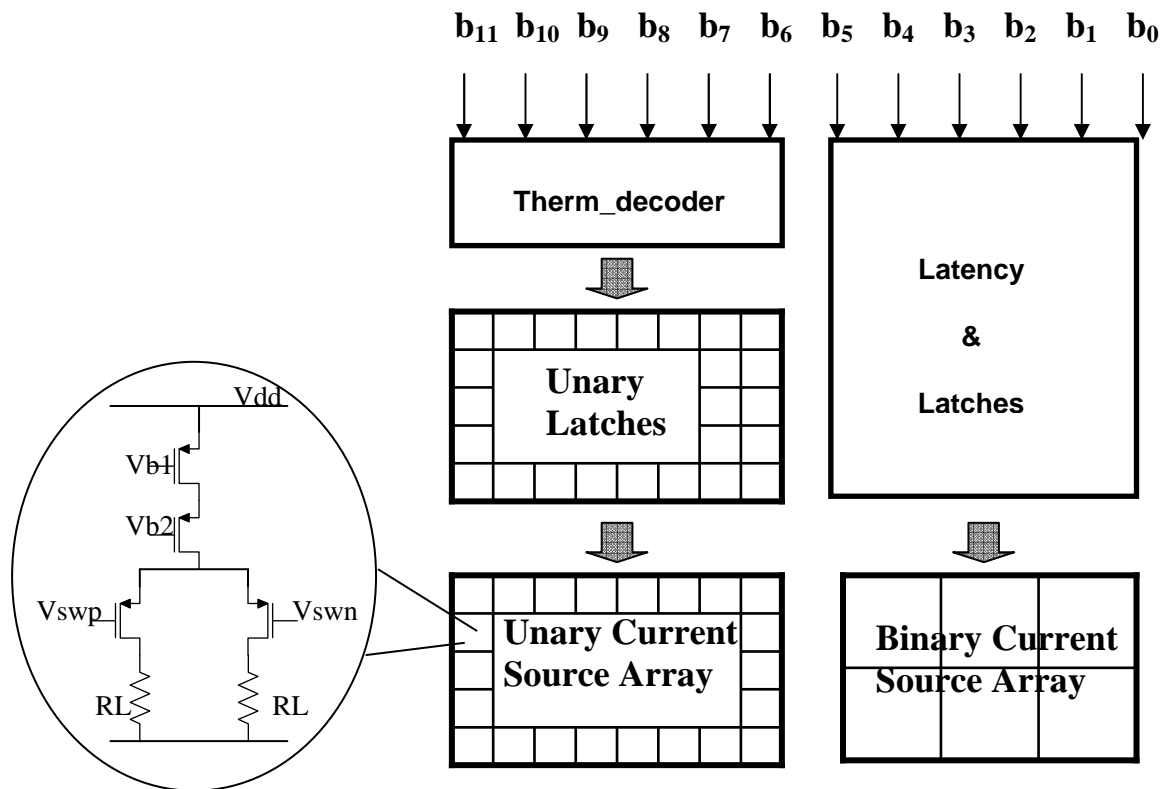 b11 b10 b9 b8 b7 b6 b5 b4 b3 b2 b1 b0
Therm_decoder
Latency
&
Latches
Unary
Latches
Vdd
Vb1
Vb2
Vswp
Vswn
RL
RL
Unary Current
Source Array
Binary Current
Source Array